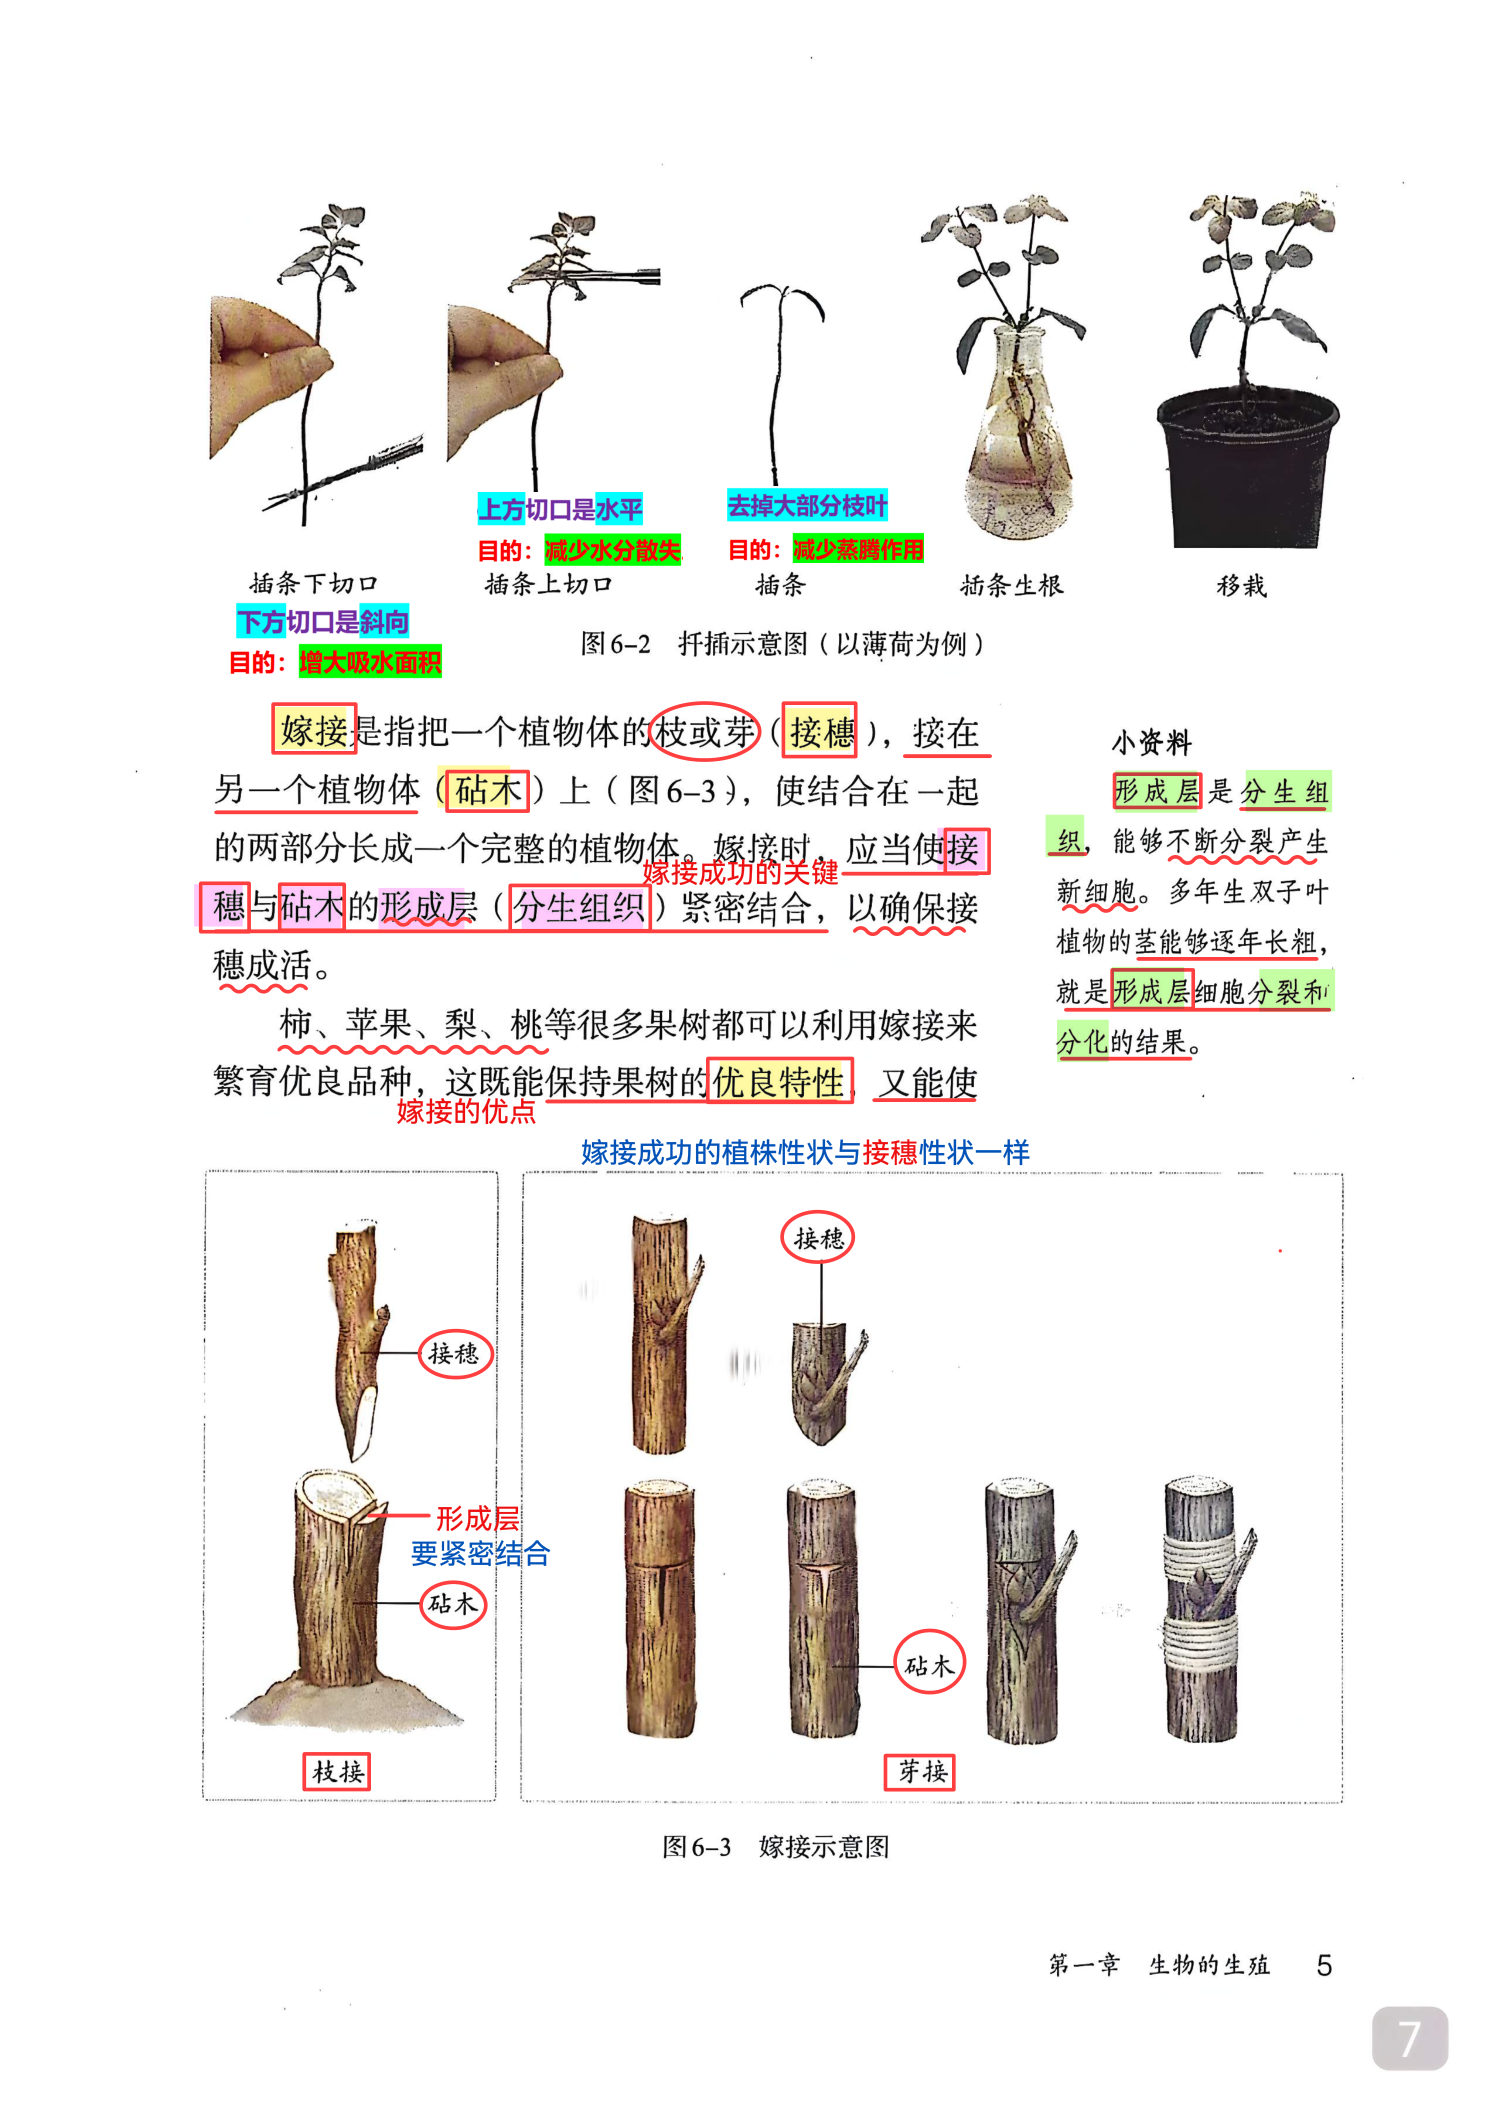 上方切口是水平
目的：减少水分散失
去掉大部分枝叶
目的：减少蒸腾作用
插条下切口
插条上切口
插条
插条生根
移栽
下方切口是斜向
目的：增大吸水面积
图6-2 扦插示意图（以薄荷为例）
嫁接是指把一个植物体的枝或芽（接穗），接在
另一个植物体（砧木）上（图6-3），使结合在一起
的两部分长成一个完整的植物体。嫁接时，应当使接
嫁接成功的关键
穗与砧木的形成层（分生组织）紧密结合，以确保接
穗成活。
柿、苹果、梨、桃等很多果树都可以利用嫁接来
繁育优良品种，这既能保持果树的优良特性，又能使
嫁接的优点
小资料
形成层是分生组
织，能够不断分裂产生
新细胞。多年生双子叶
植物的茎能够逐年长粗，
就是形成层细胞分裂和
分化的结果。
嫁接成功的植株性状与接穗性状一样
接穗
形成层
要紧密结合
砧木
枝接
接穗
砧木
芽接
图6-3 嫁接示意图
第一章 生物的生殖 5
7